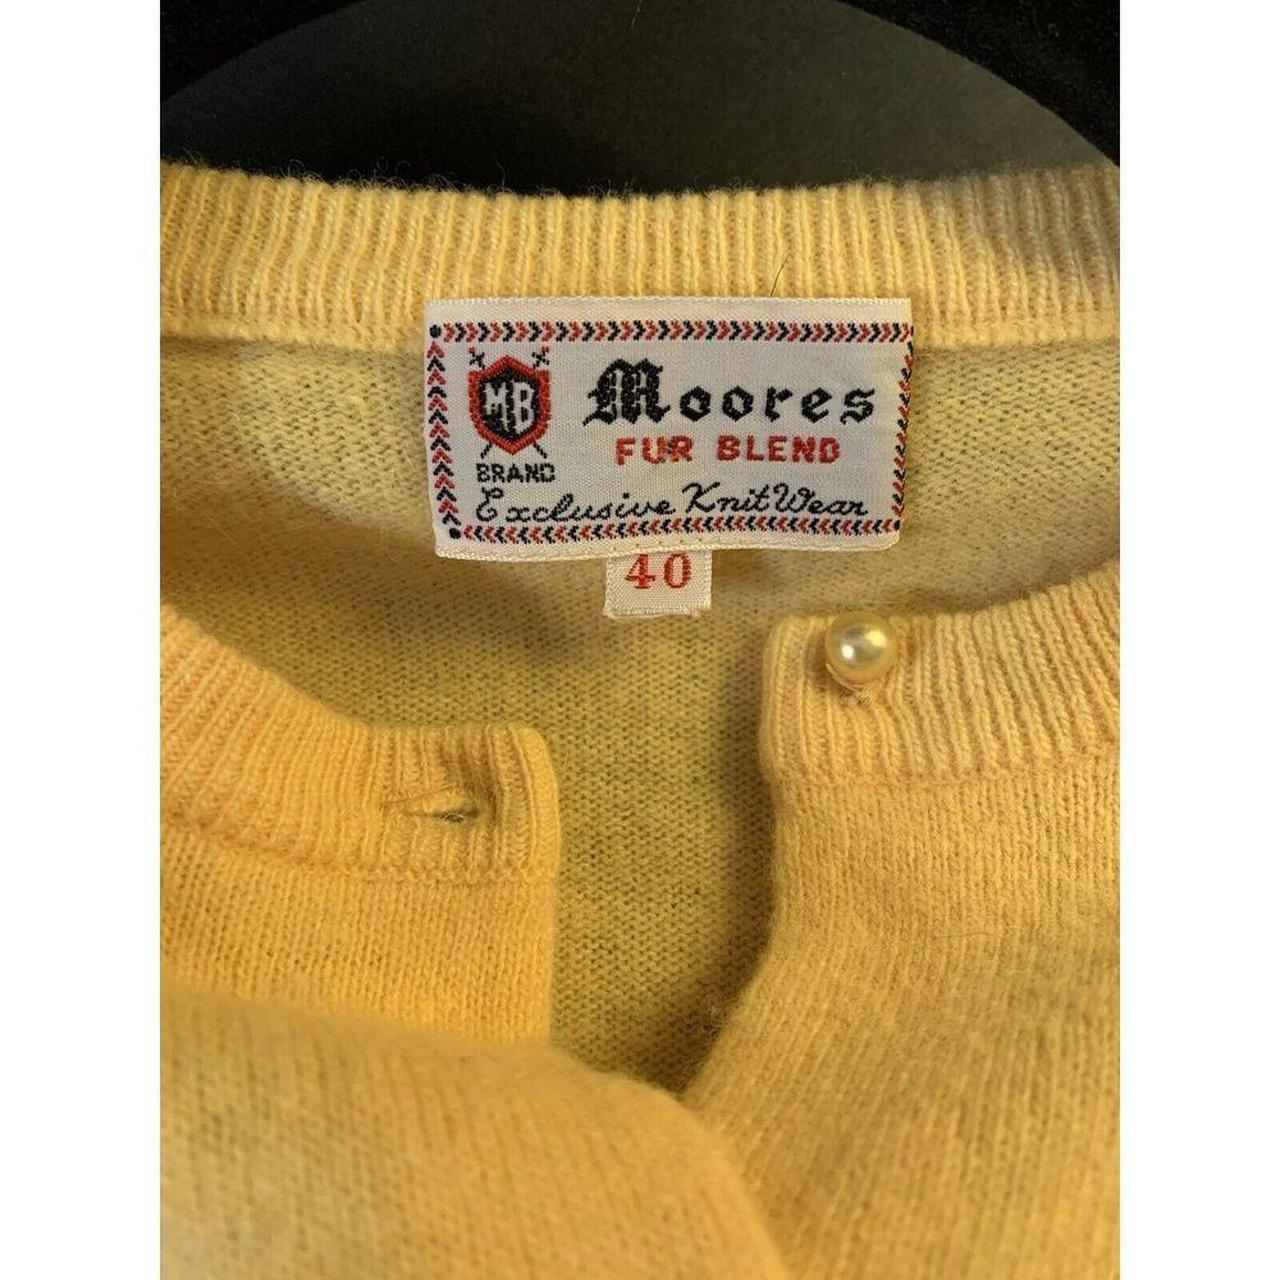 MB
BRAND
Moores
FUR BLEND
Exclusive Knit Wear
40